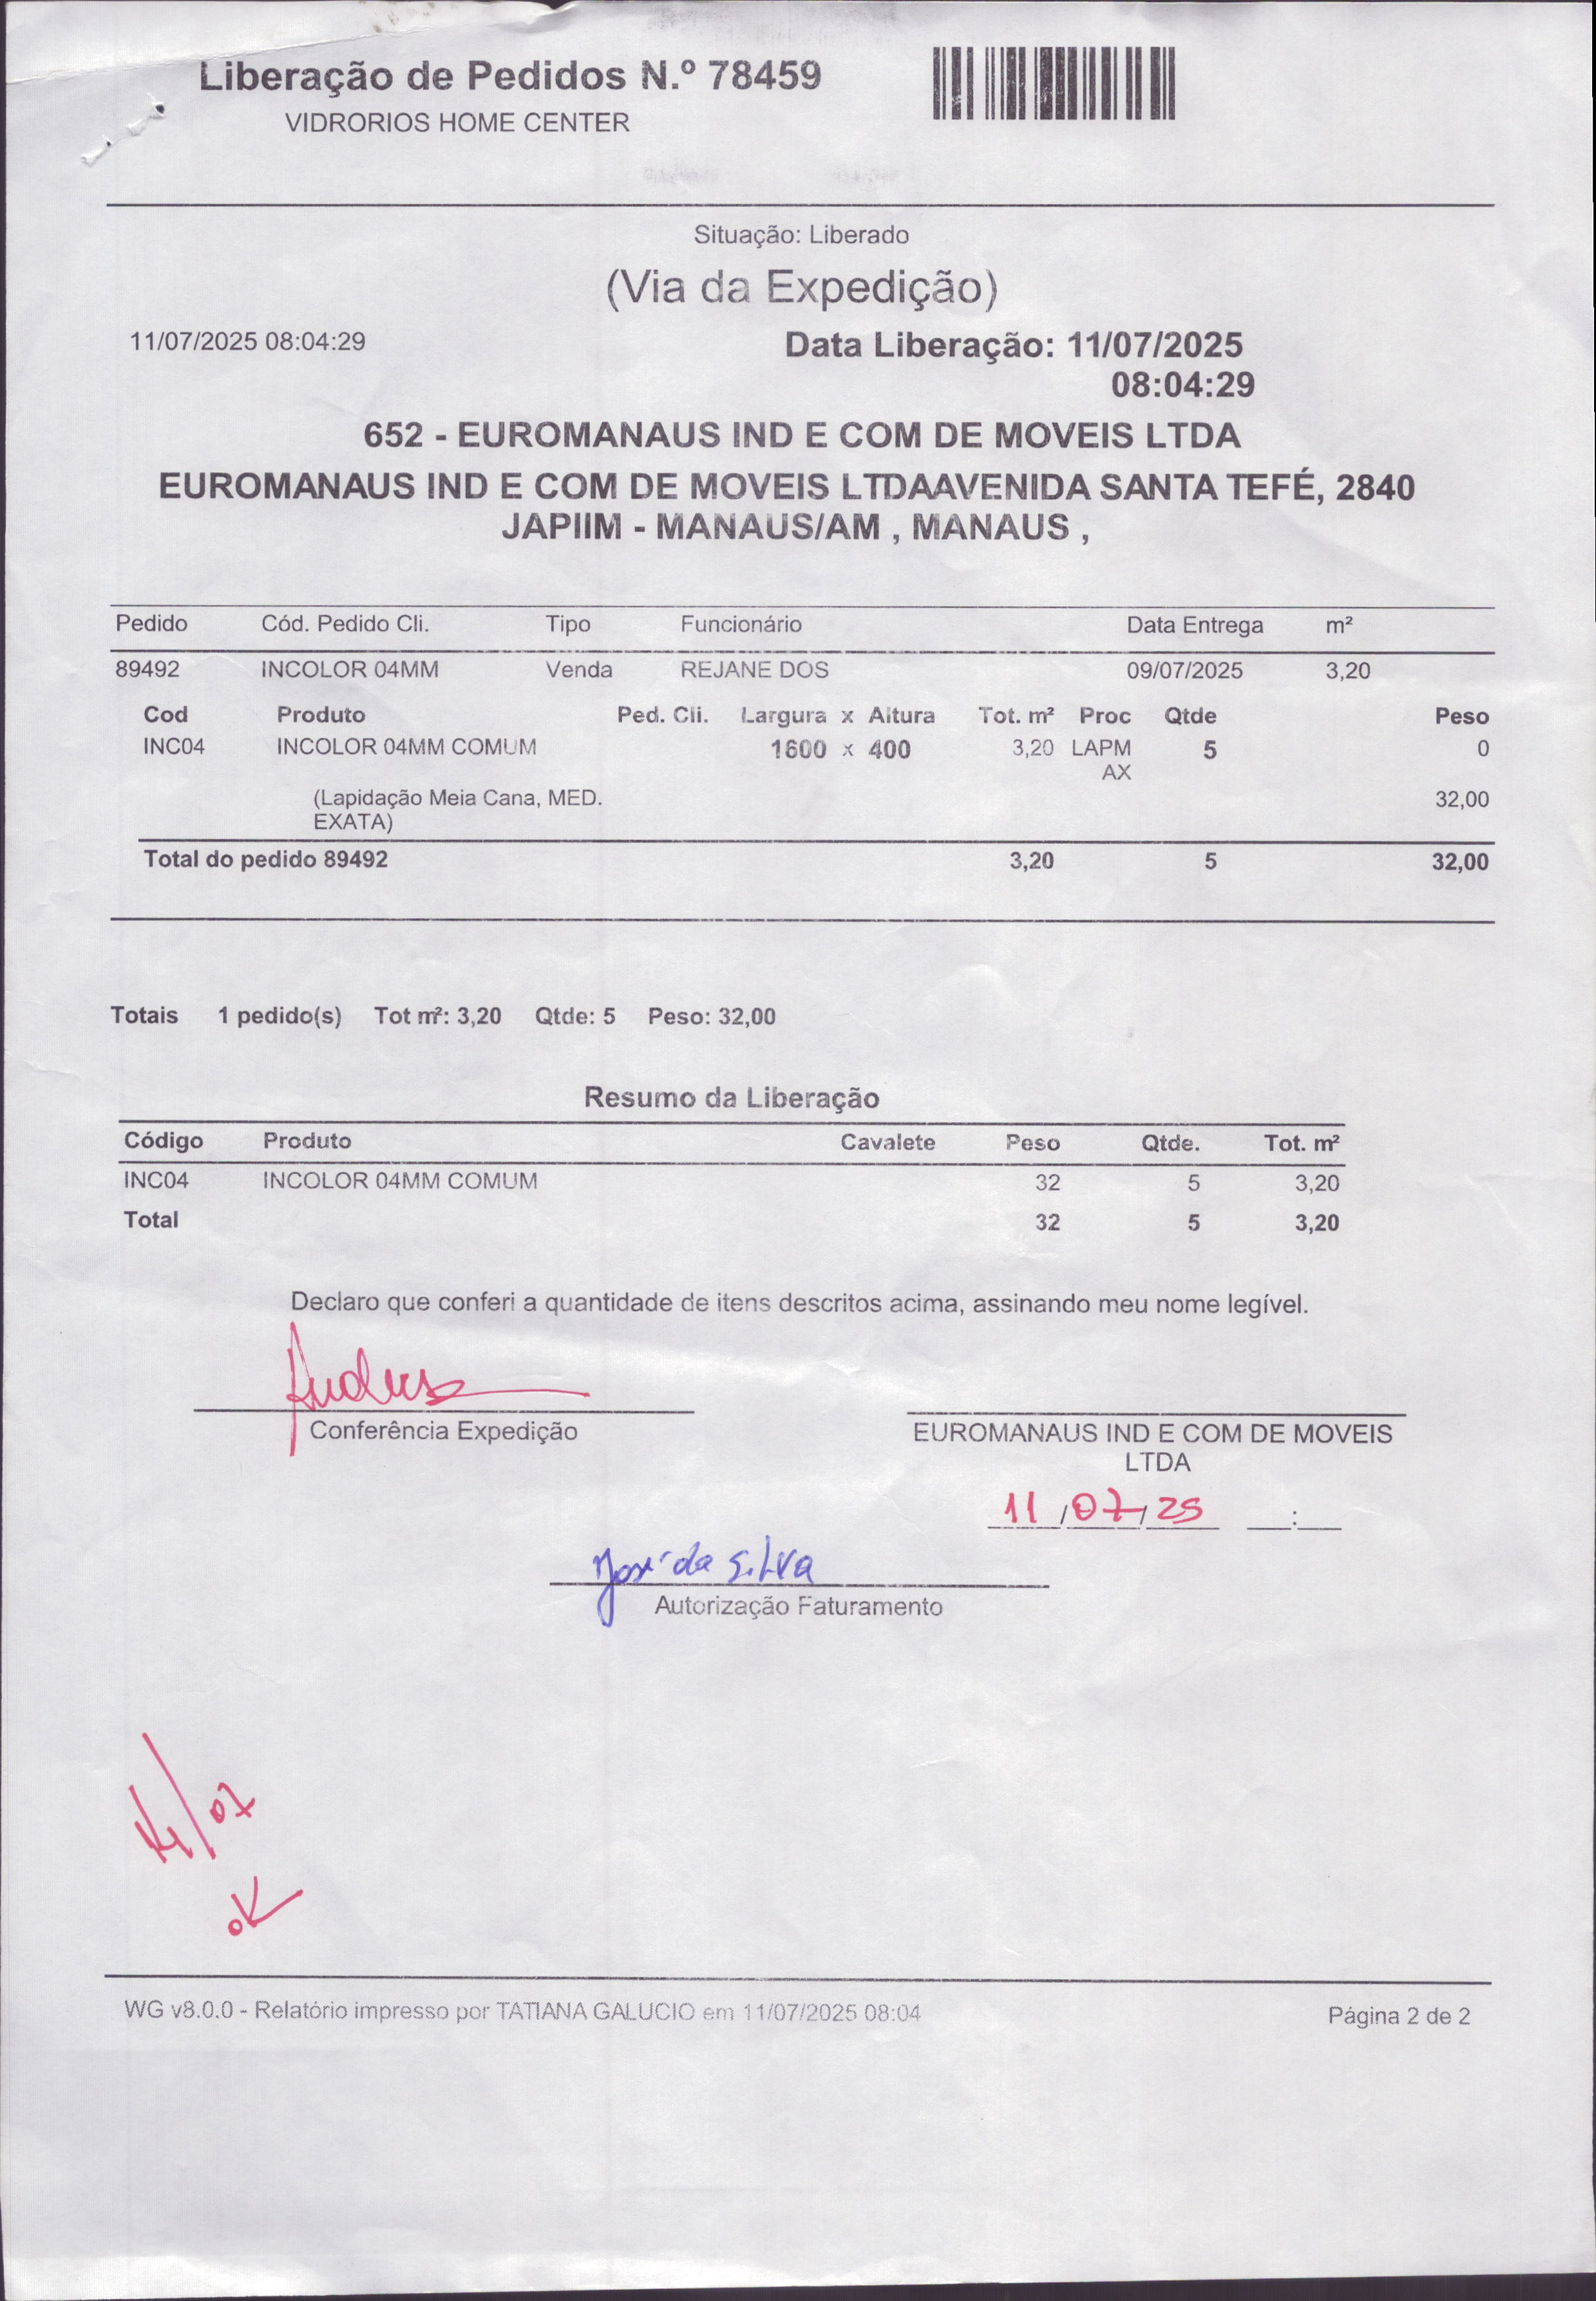 Liberação de Pedidos N.º 78459
VIDRORIOS HOME CENTER
Situação: Liberado
(Via da Expedição)
11/07/2025 08:04:29
Data Liberação: 11/07/2025
08:04:29
652 - EUROMANAUS IND E COM DE MOVEIS LTDA
EUROMANAUS IND E COM DE MOVEIS LTDAAVENIDA SANTA TEFÉ, 2840
JAPIIM - MANAUS/AM , MANAUS ,
Pedido Cód. Pedido Cli. Tipo Funcionário Data Entrega m²
89492 INCOLOR 04MM Venda REJANE DOS 09/07/2025 3,20
Cod Produto Ped. Cli. Largura x Altura Tot. m² Proc Qtde Peso
INC04 INCOLOR 04MM COMUM 1600 x 400 3,20 LAPM 5 0
AX
(Lapidação Meia Cana, MED. 32,00
EXATA)
Total do pedido 89492 3,20 5 32,00
Totais 1 pedido(s) Tot m²: 3,20 Qtde: 5 Peso: 32,00
Resumo da Liberação
Código Produto Cavalete Peso Qtde. Tot. m²
INC04 INCOLOR 04MM COMUM 32 5 3,20
Total 32 5 3,20
Declaro que conferi a quantidade de itens descritos acima, assinando meu nome legível.
Conferência Expedição
EUROMANAUS IND E COM DE MOVEIS
LTDA
11/07/25 __:__
José da Silva
Autorização Faturamento
/07
OK
WG v8.0.0 - Relatório impresso por TATIANA GALUCIO em 11/07/2025 08:04
Página 2 de 2